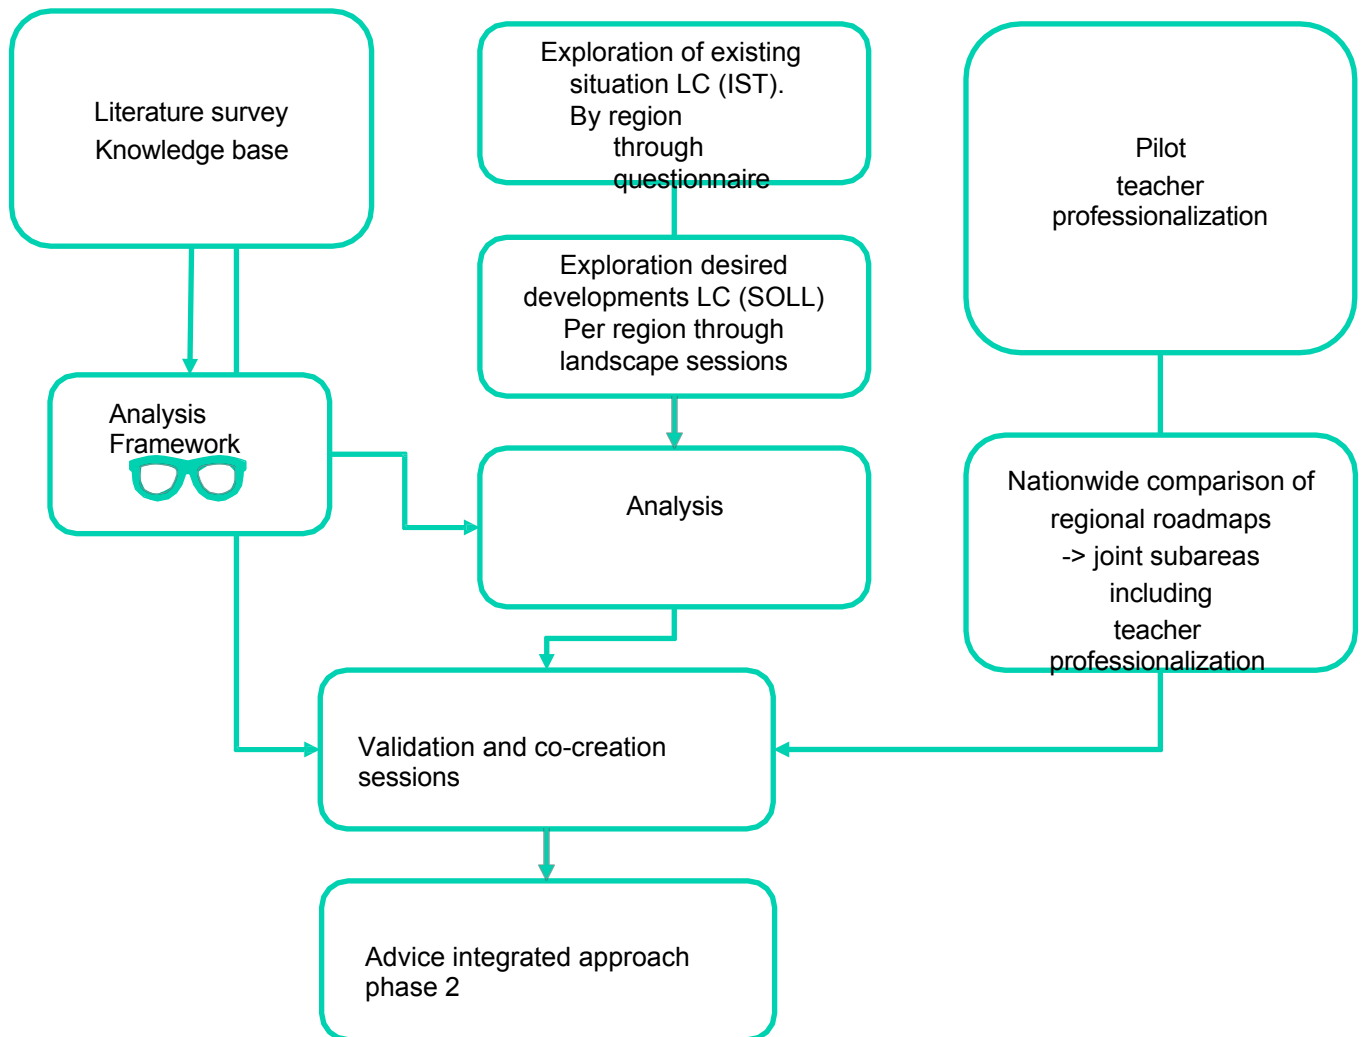 Literature survey
Knowledge base
Exploration of existing
situation LC (IST).
By region
through
questionnaire
Pilot
teacher
professionalization
Exploration desired
developments LC (SOLL)
Per region through
landscape sessions
Analysis
Framework
Analysis
Nationwide comparison of
regional roadmaps
-> joint subareas
including
teacher
professionalization
Validation and co-creation
sessions
Advice integrated approach
phase 2